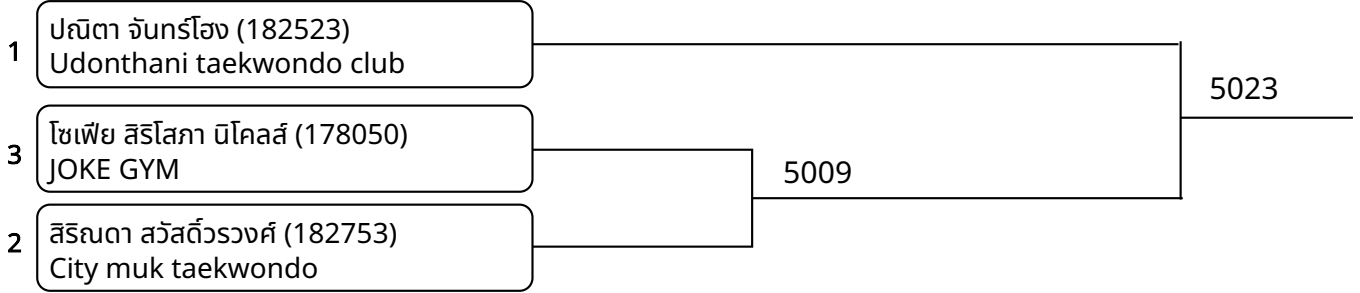 1
ปณิตา จันทร์โฮง (182523)
Udonthani taekwondo club
5023
3
โซเฟีย สิริโสภา นิโคลส์ (178050)
JOKE GYM
5009
2
สิริณดา สวัสดิ์วรวงศ์ (182753)
City muk taekwondo